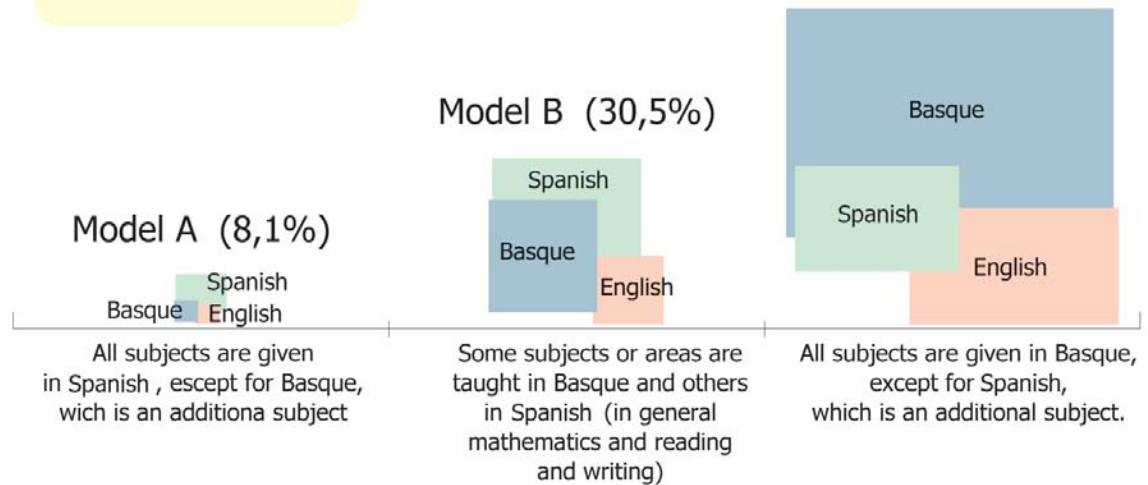 Model A (8,1%)
Spanish
Basque
English
All subjects are given
in Spanish , escept for Basque,
wich is an additiona subject
Model B (30,5%)
Spanish
Basque
English
Some subjects or areas are
taught in Basque and others
in Spanish (in general
mathematics and reading
and writing)
Basque
Spanish
English
All subjects are given in Basque,
except for Spanish,
which is an additional subject.